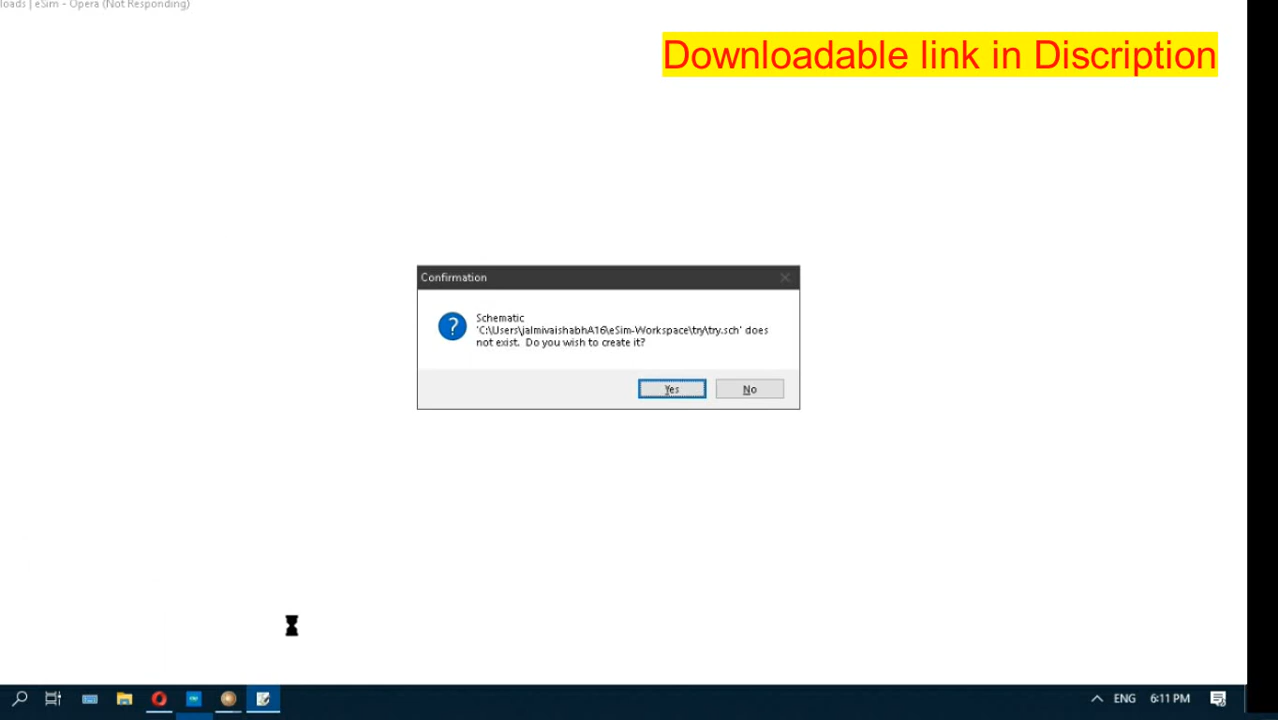 loads | eSim - Opera (Not Responding)
Downloadable link in Discription
Confirmation
Schematic
'C:\Users\jalmivaishabhA16\eSim-Workspace\try\try.sch' does
not exist. Do you wish to create it?
Yes
No
ENG
6:11 PM